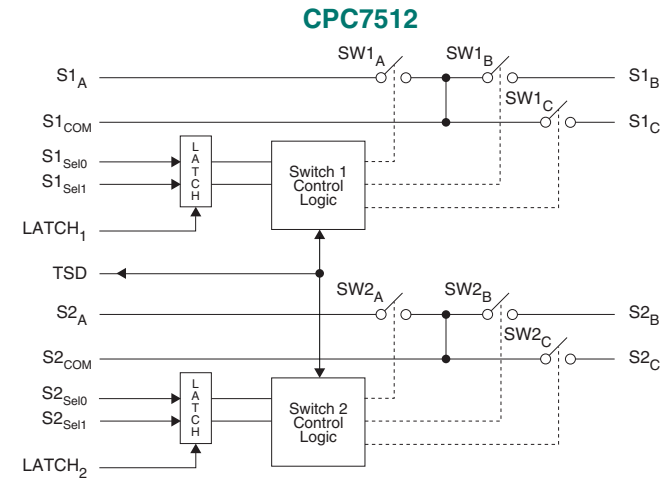 CPC7512
SW1A SW1B
S1A S1B
SW1C
S1COM S1C
S1Sel0
S1Sel1
LATCH
Switch 1
Control
Logic
LATCH1
TSD
SW2A SW2B
S2A S2B
SW2C
S2COM S2C
S2Sel0
S2Sel1
LATCH
Switch 2
Control
Logic
LATCH2